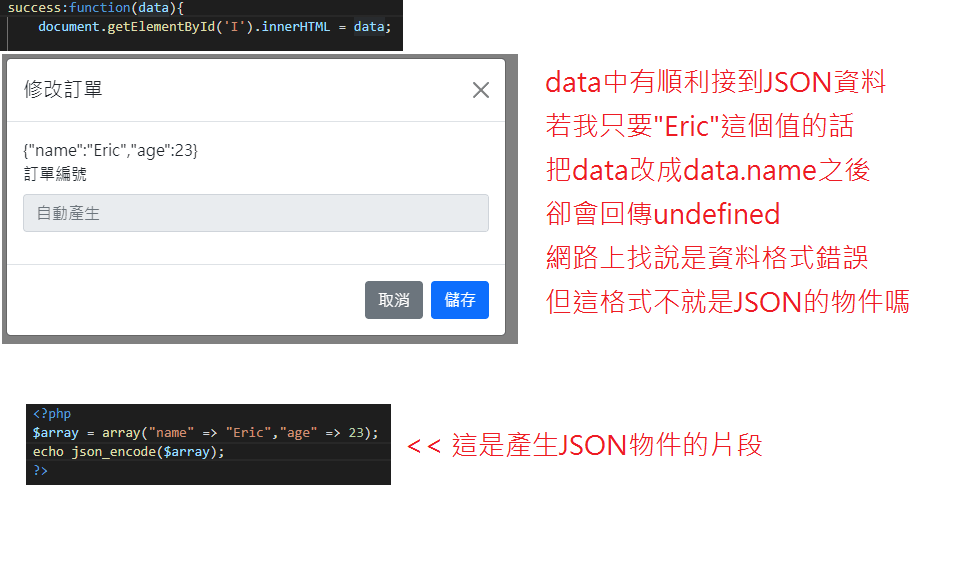 success:function(data){
document.getElementById('I').innerHTML = data;
修改訂單
{"name":"Eric","age":23}
訂單編號
自動產生
取消
儲存
data中有順利接到JSON資料
若我只要"Eric"這個值的話
把data改成data.name之後
卻會回傳undefined
網路上找說是資料格式錯誤
但這格式不就是JSON的物件嗎
<?php
$array = array("name" => "Eric","age" => 23);
echo json_encode($array);
?>
<< 這是產生JSON物件的片段